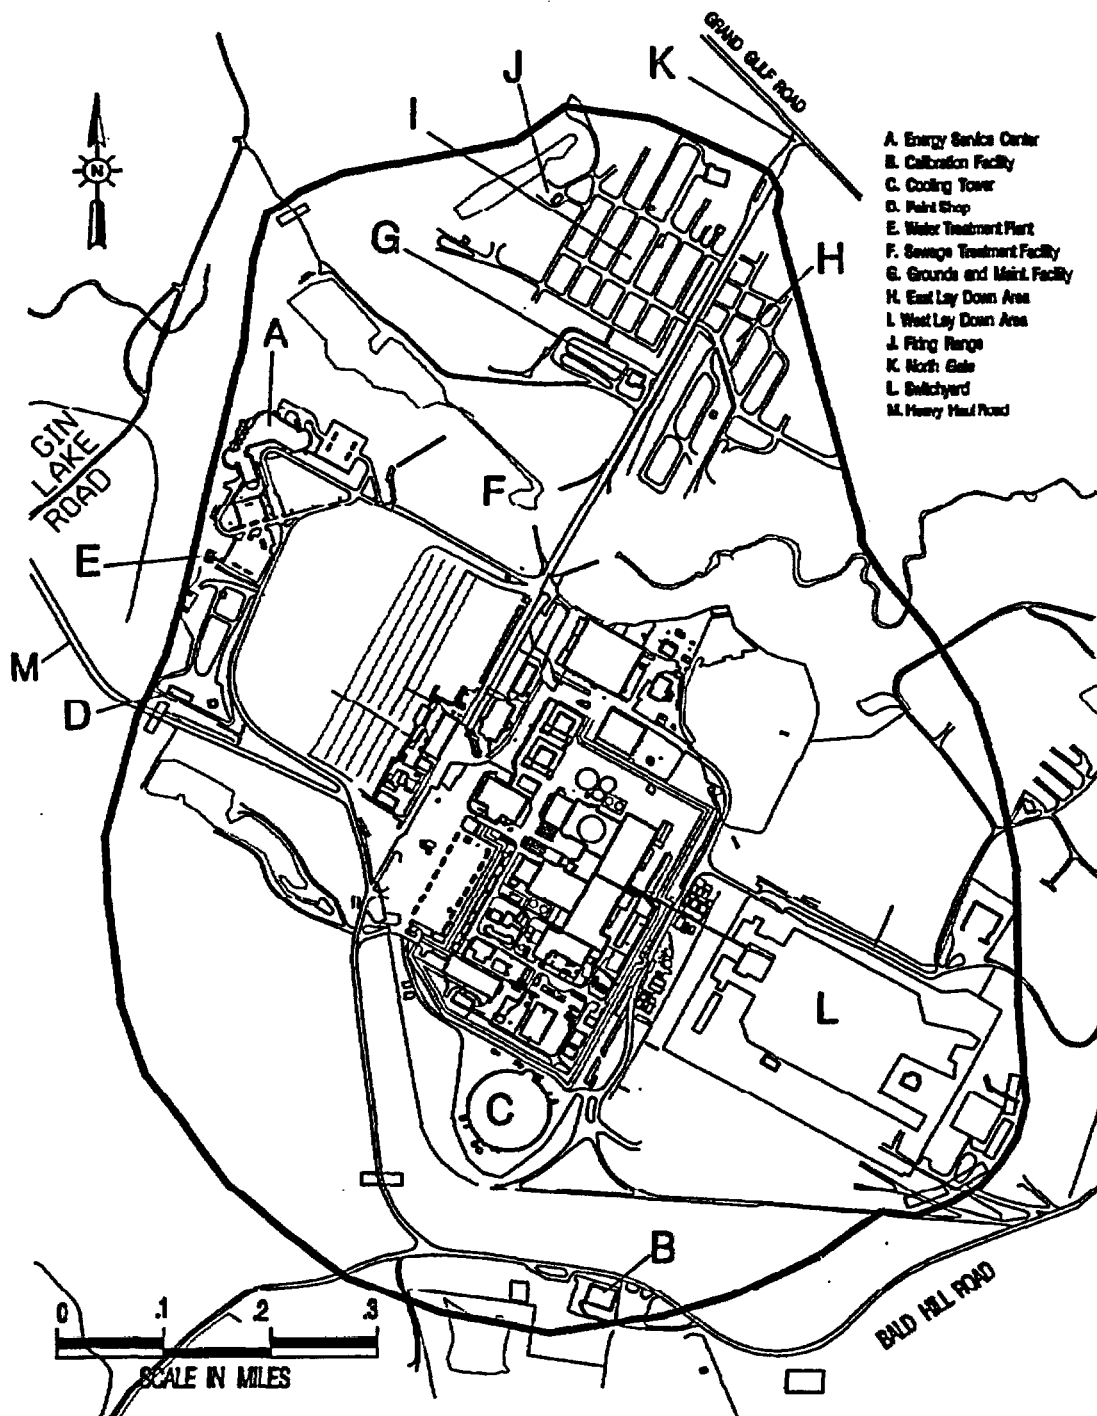 GRAND GULF ROAD
K
J
I
A. Energy Service Center
B. Calibration Facility
C. Cooling Tower
D. Paint Shop
E. Water Treatment Plant
F. Sewage Treatment Facility
G. Grounds and Maint. Facility
H. East Lay Down Area
I. West Lay Down Area
J. Firing Range
K. North Gate
L. Switchyard
M. Heavy Haul Road
N
G
H
A
GIN
LAKE
ROAD
F
E
M
D
L
C
B
BALD HILL ROAD
0 .1 .2 .3
SCALE IN MILES